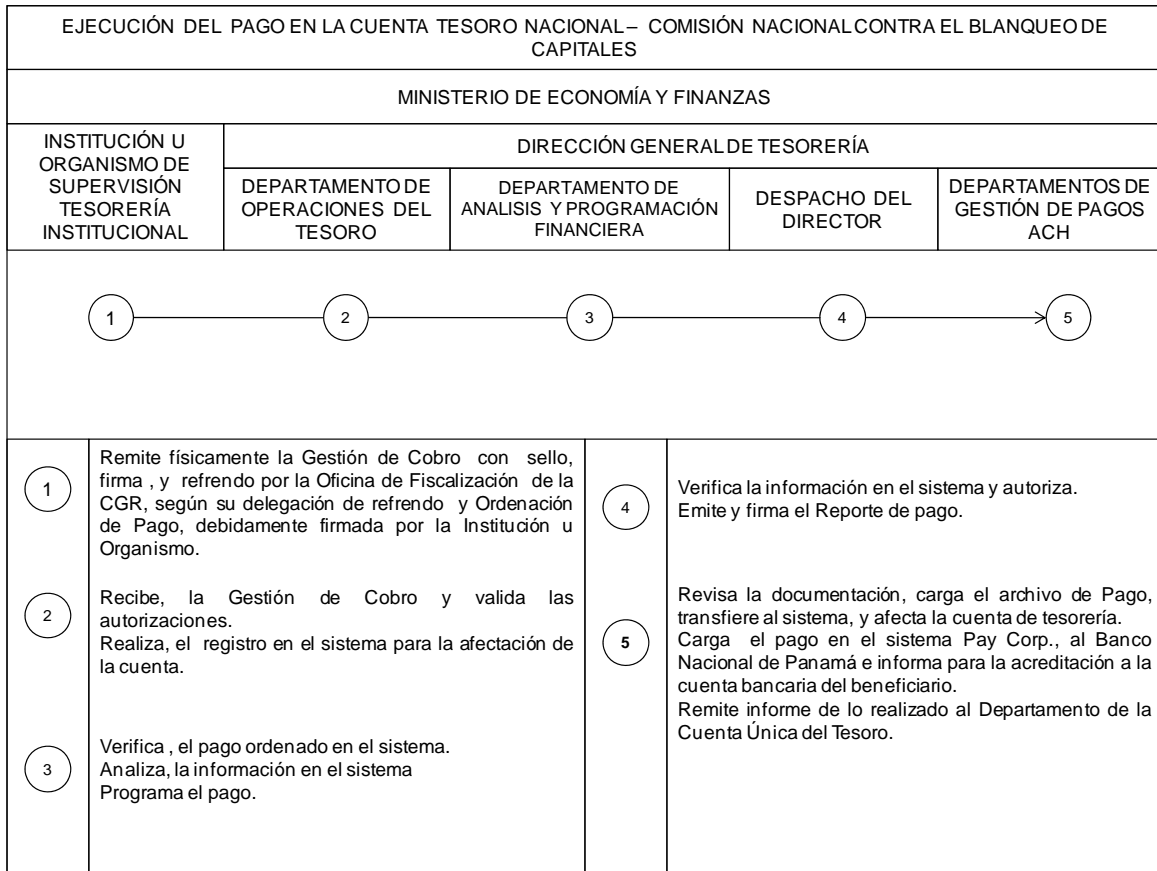 EJECUCIÓN DEL PAGO EN LA CUENTA TESORO NACIONAL – COMISIÓN NACIONAL CONTRA EL BLANQUEO DE
CAPITALES
MINISTERIO DE ECONOMÍA Y FINANZAS
INSTITUCIÓN U
ORGANISMO DE
SUPERVISIÓN
TESORERÍA
INSTITUCIONAL
DIRECCIÓN GENERAL DE TESORERÍA
DEPARTAMENTO DE
OPERACIONES DEL
TESORO
DEPARTAMENTO DE
ANALISIS Y PROGRAMACIÓN
FINANCIERA
DESPACHO DEL
DIRECTOR
DEPARTAMENTOS DE
GESTIÓN DE PAGOS
ACH
1
2
3
4
5
1
Remite físicamente la Gestión de Cobro con sello,
firma , y refrendo por la Oficina de Fiscalización de la
CGR, según su delegación de refrendo y Ordenación
de Pago, debidamente firmada por la Institución u
Organismo.
2
Recibe, la Gestión de Cobro y valida las
autorizaciones.
Realiza, el registro en el sistema para la afectación de
la cuenta.
3
Verifica , el pago ordenado en el sistema.
Analiza, la información en el sistema
Programa el pago.
4
Verifica la información en el sistema y autoriza.
Emite y firma el Reporte de pago.
5
Revisa la documentación, carga el archivo de Pago,
transfiere al sistema, y afecta la cuenta de tesorería.
Carga el pago en el sistema Pay Corp., al Banco
Nacional de Panamá e informa para la acreditación a la
cuenta bancaria del beneficiario.
Remite informe de lo realizado al Departamento de la
Cuenta Única del Tesoro.